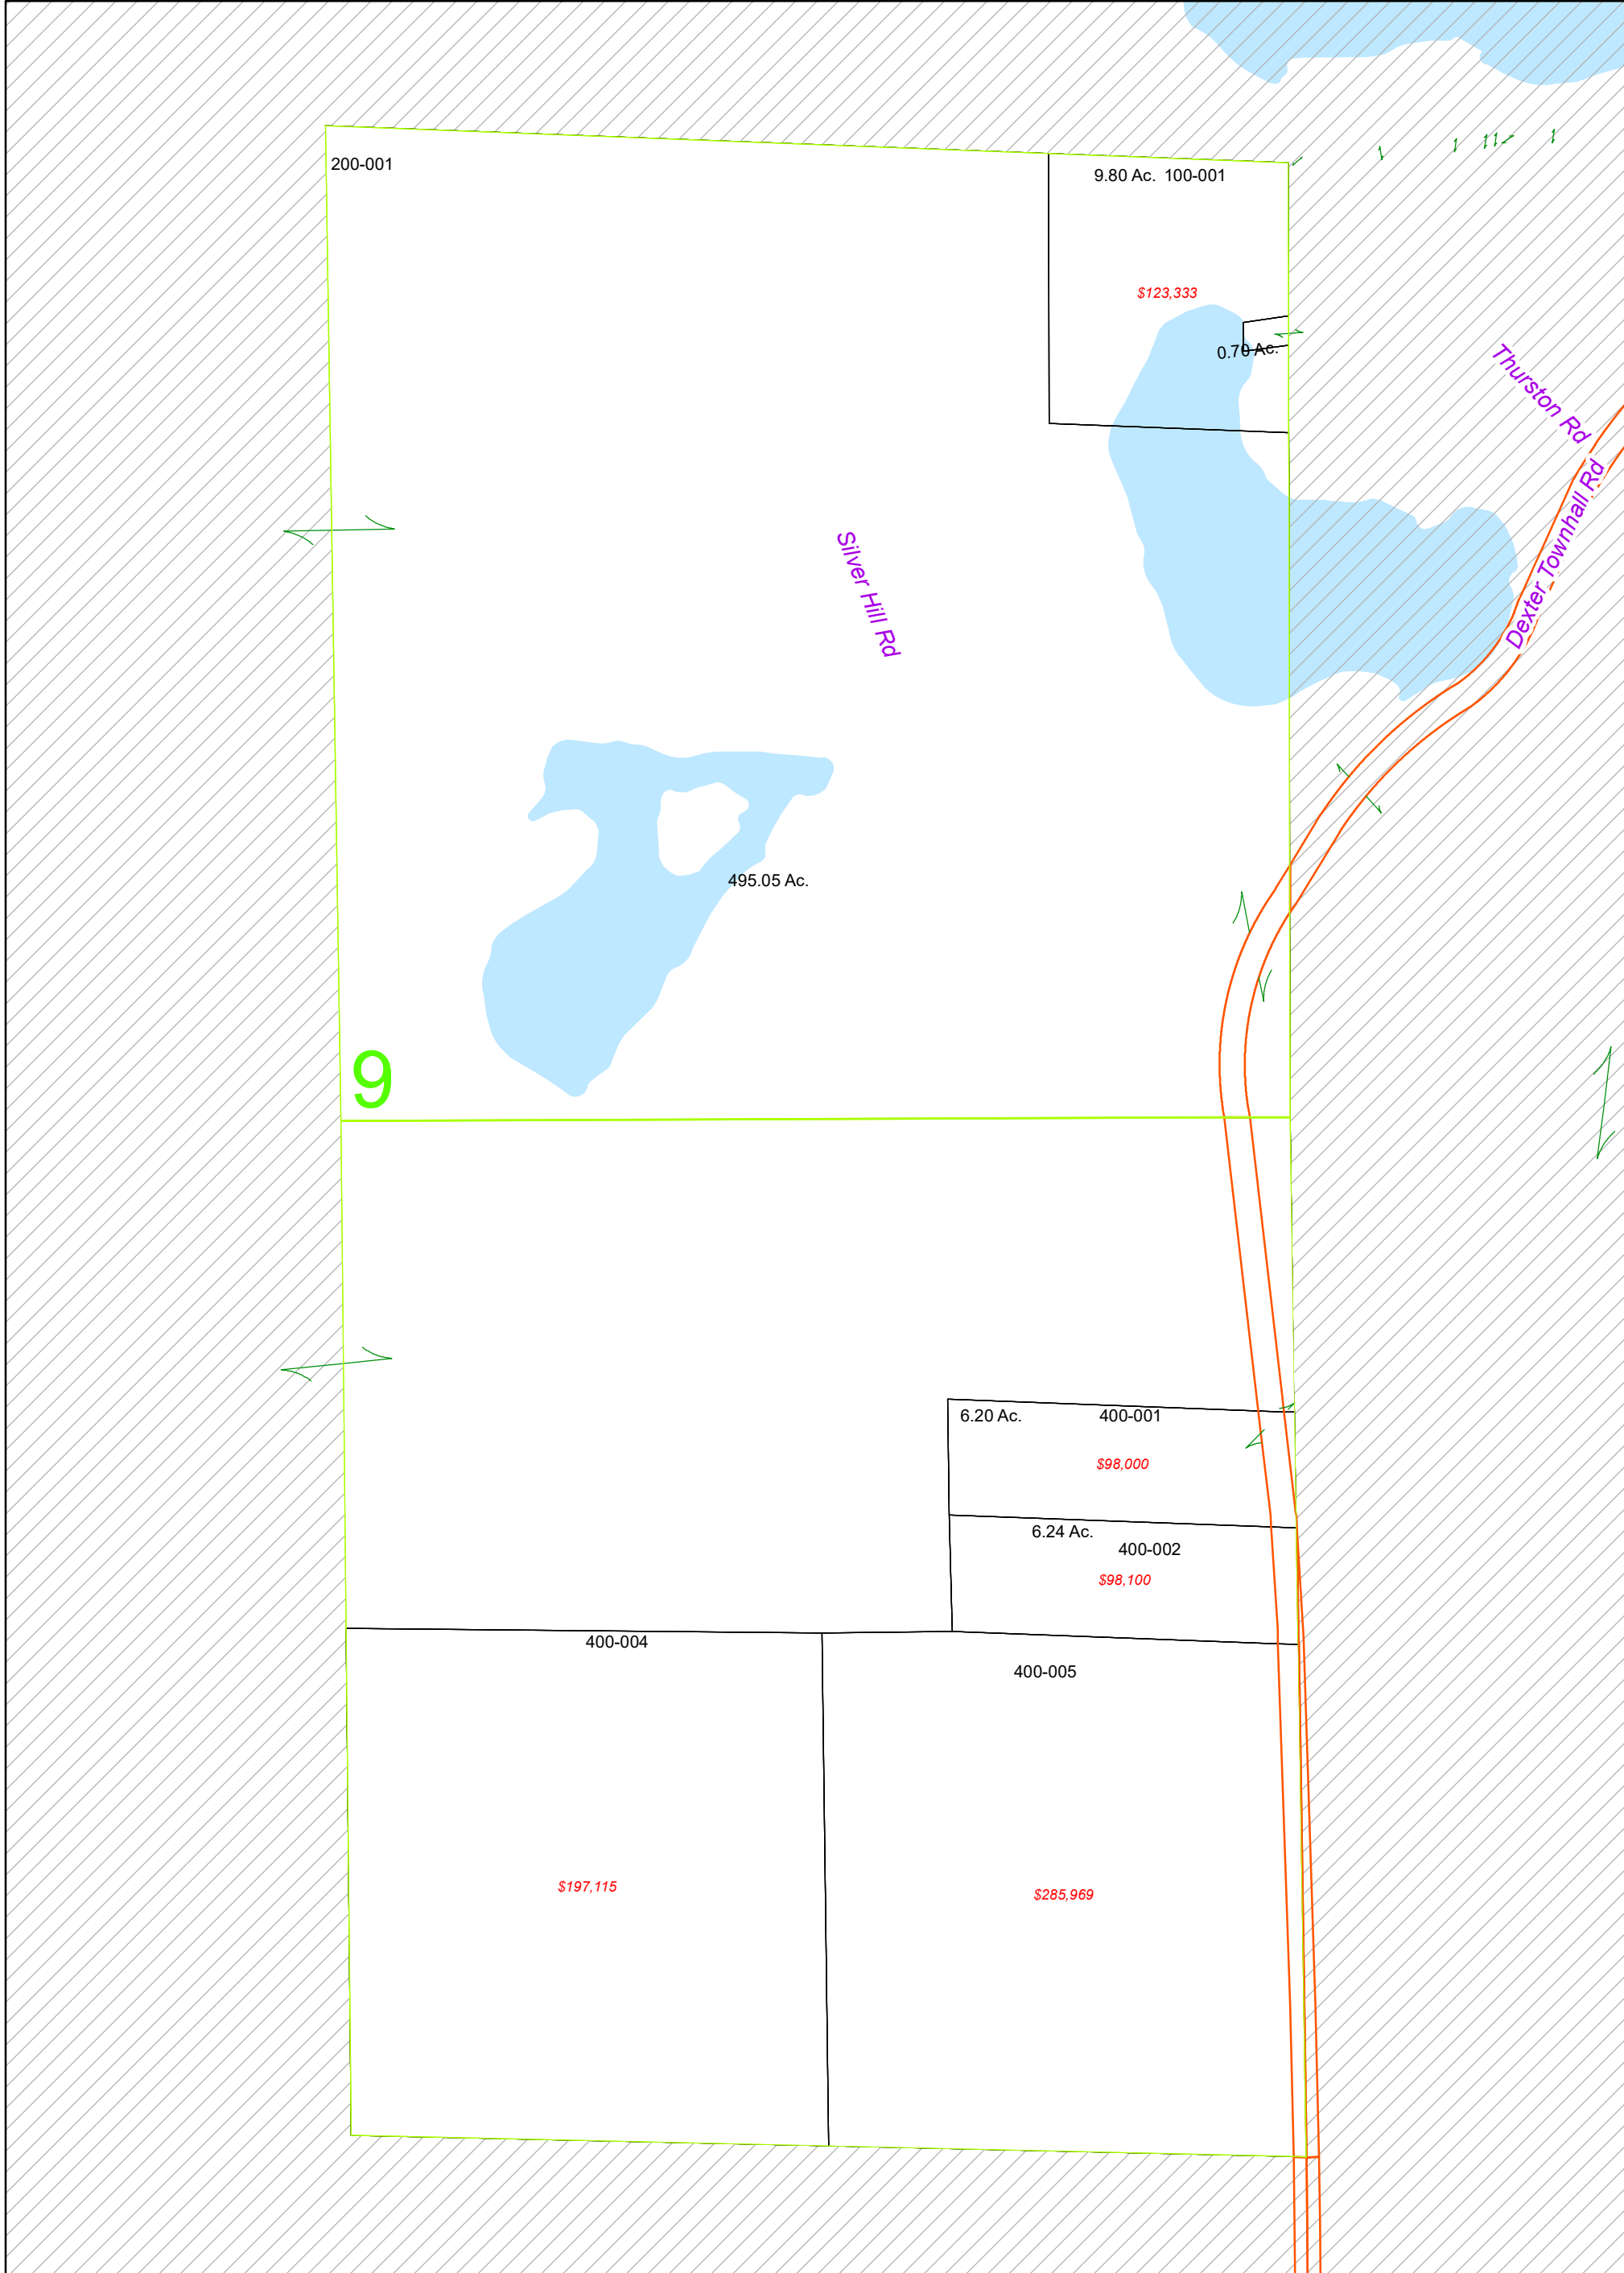 200-001
9.80 Ac. 100-001
$123,333
0.70 Ac.
Thurston Rd
Dexter Townhall Rd
Silver Hill Rd
495.05 Ac.
9
6.20 Ac. 400-001
$98,000
6.24 Ac.
400-002
$98,100
400-004
400-005
$197,115
$285,969